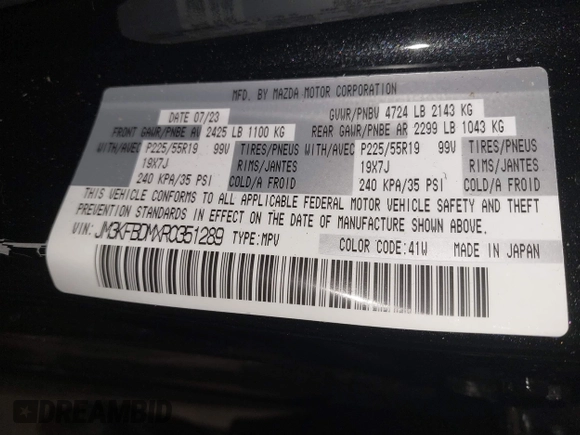 MFD. BY MAZDA MOTOR CORPORATION
DATE 07/23 GVWR/PNBV 4724 LB 2143 KG
FRONT GAWR/PNBE AV 2425 LB 1100 KG REAR GAWR/PNBE AR 2299 LB 1043 KG
WITH/AVEC P225/55R19 99V TIRES/PNEUS WITH/AVEC P225/55R19 99V TIRES/PNEUS
19X7J RIMS/JANTES 19X7J RIMS/JANTES
240 KPA/35 PSI COLD/A FROID 240 KPA/35 PSI COLD/A FROID
THIS VEHICLE CONFORMS TO ALL APPLICABLE FEDERAL MOTOR VEHICLE SAFETY AND THEFT
PREVENTION STANDARDS IN EFFECT ON THE DATE OF MANUFACTURE SHOWN ABOVE.
VIN: JM3KFBDMXR0351289 TYPE:MPV COLOR CODE:41W MADE IN JAPAN
DREAMBID